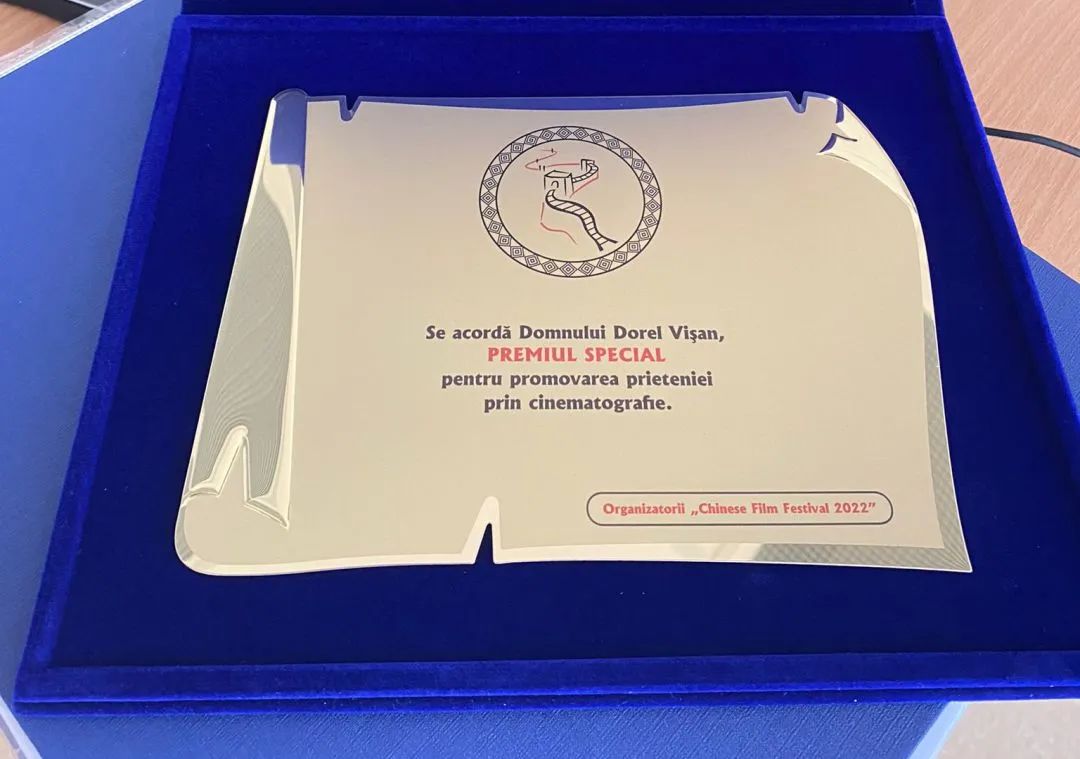 Se acordă Domnului Dorel Vişan,
PREMIUL SPECIAL
pentru promovarea prieteniei
prin cinematografie.
Organizatorii „Chinese Film Festival 2022”